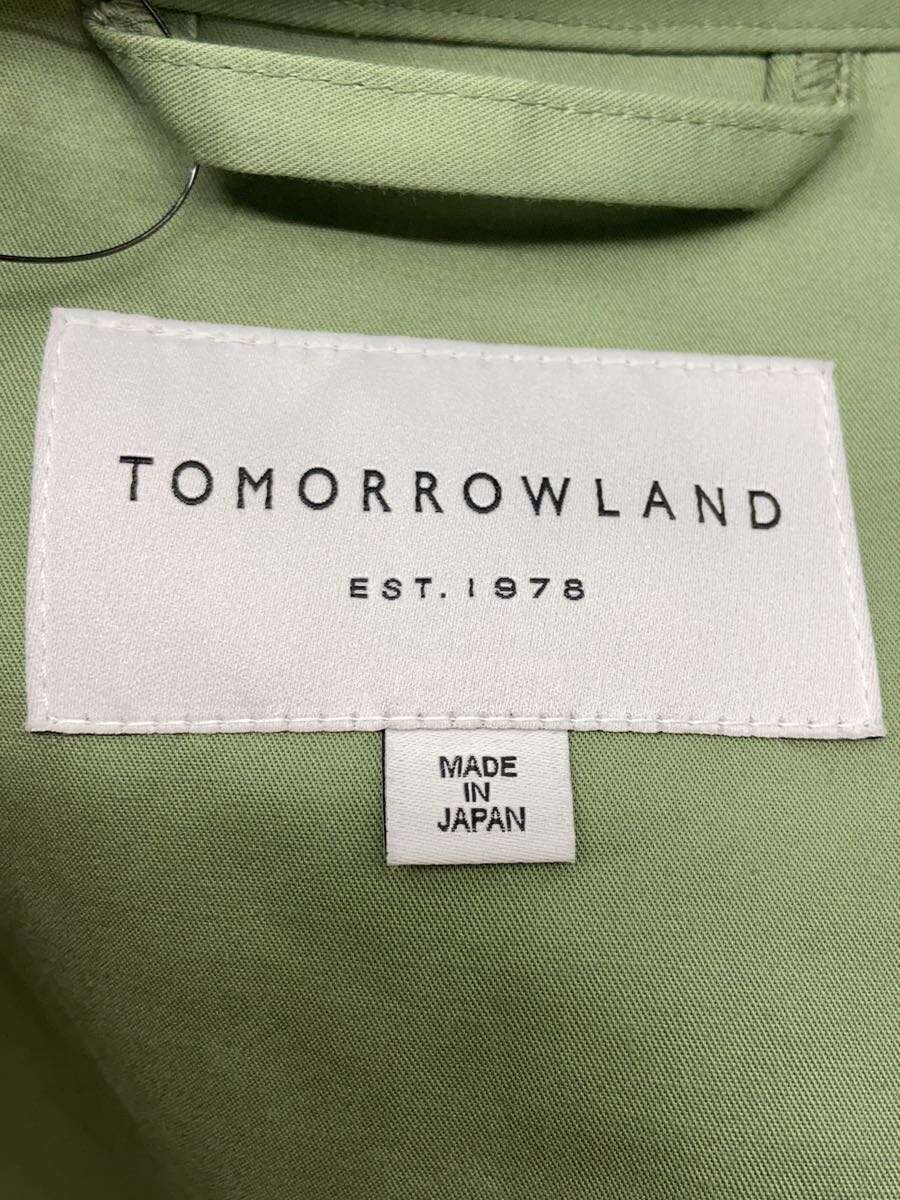 TOMORROWLAND
EST. 1978
MADE
IN
JAPAN